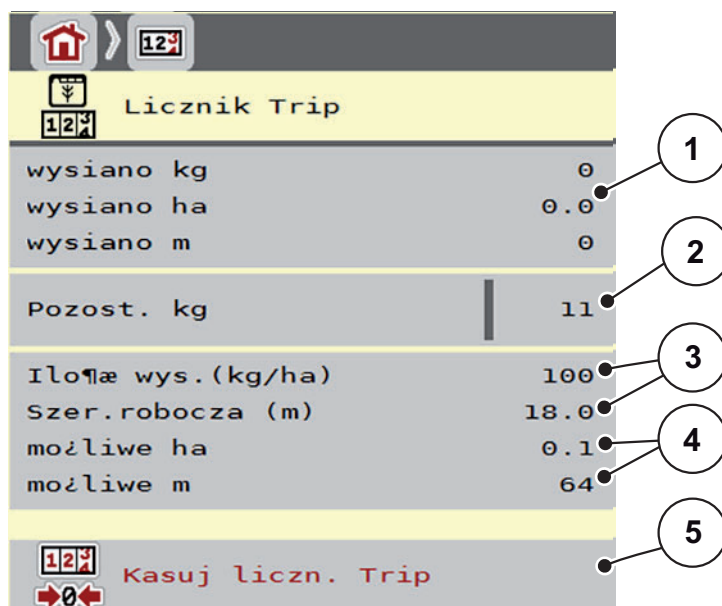 Licznik Trip
wysiano kg 0
wysiano ha 0.0
wysiano m 0
Pozost. kg 11
Ilo¶æ wys.(kg/ha) 100
Szer.robocza (m) 18.0
mo¿liwe ha 0.1
mo¿liwe m 64
Kasuj liczn. Trip
1
2
3
4
5